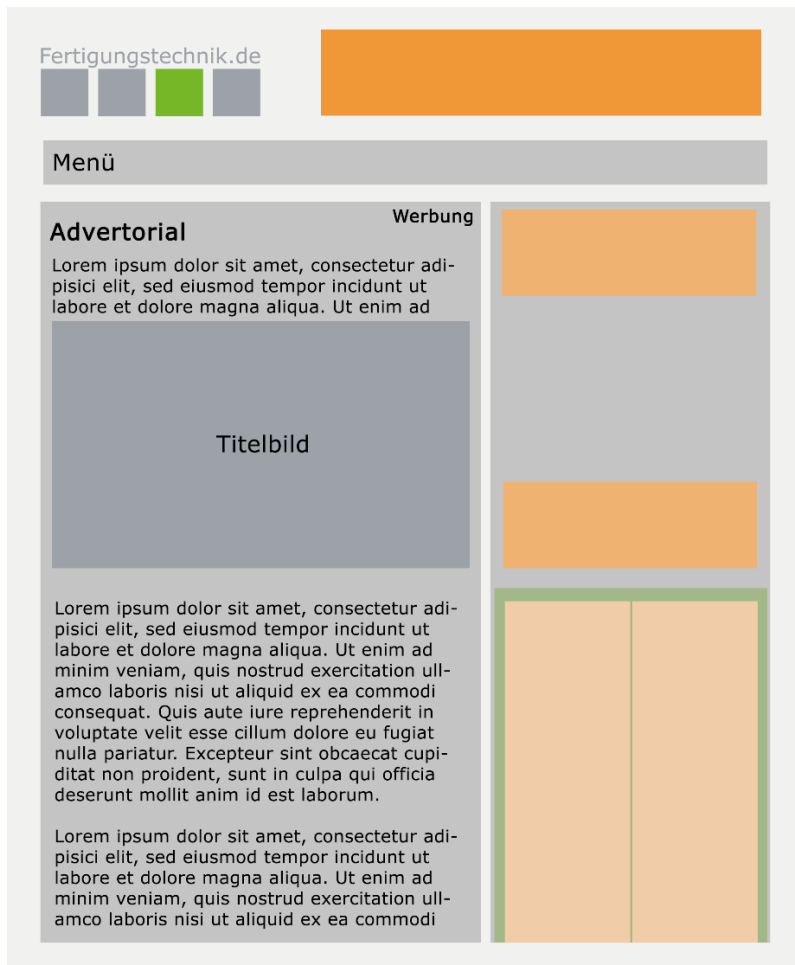 Fertigungstechnik.de
Menü
Werbung
Advertorial
Lorem ipsum dolor sit amet, consectetur adi-
pisici elit, sed eiusmod tempor incidunt ut
labore et dolore magna aliqua. Ut enim ad
Titelbild
Lorem ipsum dolor sit amet, consectetur adi-
pisici elit, sed eiusmod tempor incidunt ut
labore et dolore magna aliqua. Ut enim ad
minim veniam, quis nostrud exercitation ull-
amco laboris nisi ut aliquid ex ea commodi
consequat. Quis aute iure reprehenderit in
voluptate velit esse cillum dolore eu fugiat
nulla pariatur. Excepteur sint obcaecat cupi-
ditat non proident, sunt in culpa qui officia
deserunt mollit anim id est laborum.
Lorem ipsum dolor sit amet, consectetur adi-
pisici elit, sed eiusmod tempor incidunt ut
labore et dolore magna aliqua. Ut enim ad
minim veniam, quis nostrud exercitation ull-
amco laboris nisi ut aliquid ex ea commodi